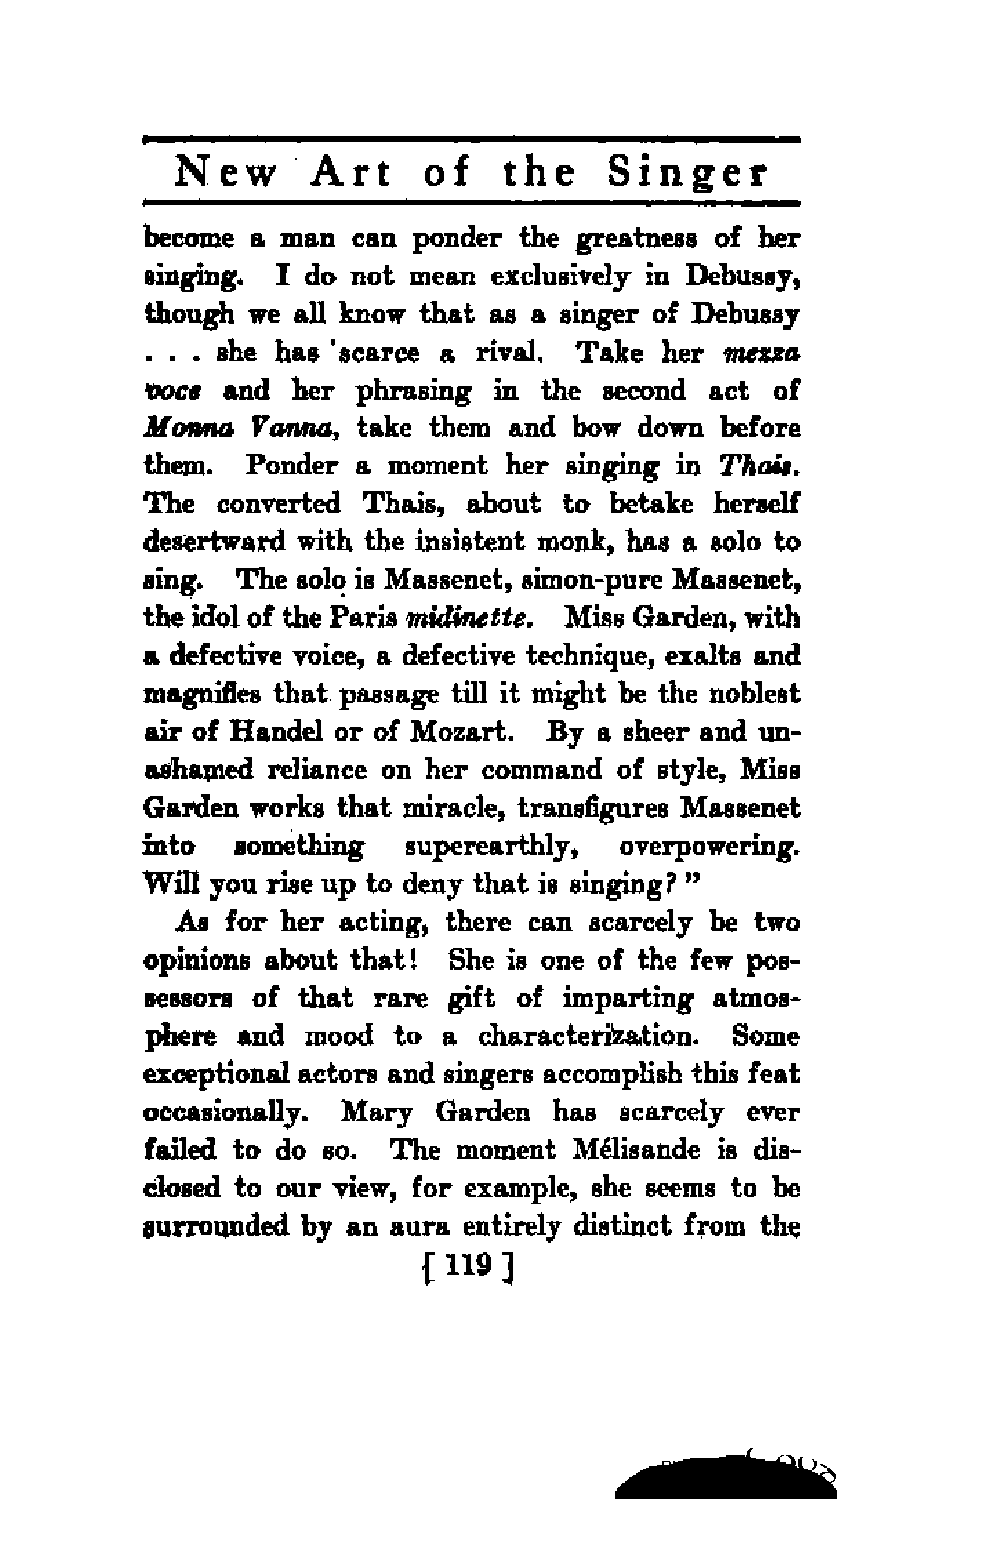 New Art of the Singer
become a man can ponder the greatness of her
singing. I do not mean exclusively in Debussy,
though we all know that as a singer of Debussy
. . . she has scarce a rival. Take her mezza
voce and her phrasing in the second act of
Monna Vanna, take them and bow down before
them. Ponder a moment her singing in Thais.
The converted Thais, about to betake herself
desertward with the insistent monk, has a solo to
sing. The solo is Massenet, simon-pure Massenet,
the idol of the Paris midinette. Miss Garden, with
a defective voice, a defective technique, exalts and
magnifies that passage till it might be the noblest
air of Handel or of Mozart. By a sheer and un-
ashamed reliance on her command of style, Miss
Garden works that miracle, transfigures Massenet
into something superearthly, overpowering.
Will you rise up to deny that is singing? ”
As for her acting, there can scarcely be two
opinions about that! She is one of the few pos-
sessors of that rare gift of imparting atmos-
phere and mood to a characterization. Some
exceptional actors and singers accomplish this feat
occasionally. Mary Garden has scarcely ever
failed to do so. The moment Mélisande is dis-
closed to our view, for example, she seems to be
surrounded by an aura entirely distinct from the
[ 119 ]